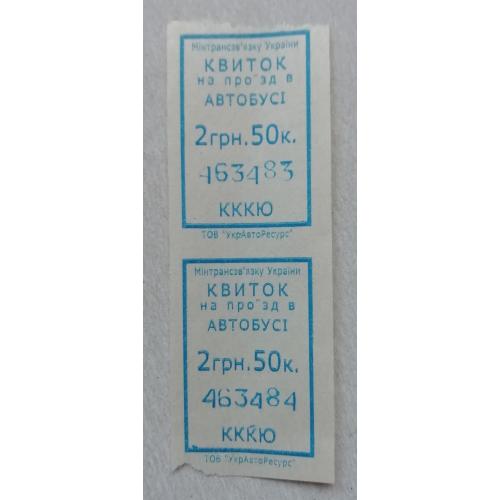 Мінтрансзв'язку України
КВИТОК
на проїзд в
АВТОБУСІ
2грн.50к.
463483
КККЮ
ТОВ "УкрАвтоРесурс"
Мінтрансзв'язку України
КВИТОК
на проїзд в
АВТОБУСІ
2грн.50к.
463484
КККЮ
ТОВ "УкрАвтоРесурс"